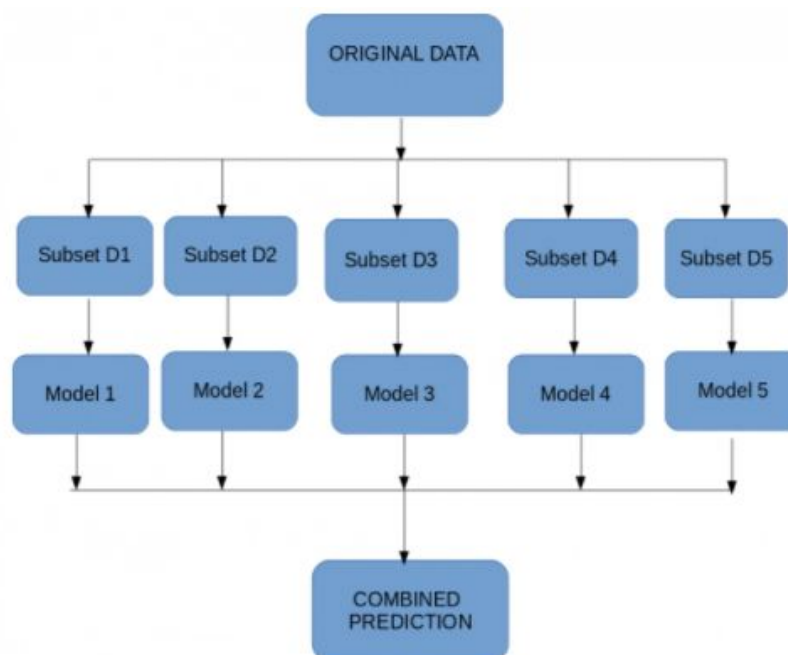 ORIGINAL DATA
Subset D1
Subset D2
Subset D3
Subset D4
Subset D5
Model 1
Model 2
Model 3
Model 4
Model 5
COMBINED
PREDICTION